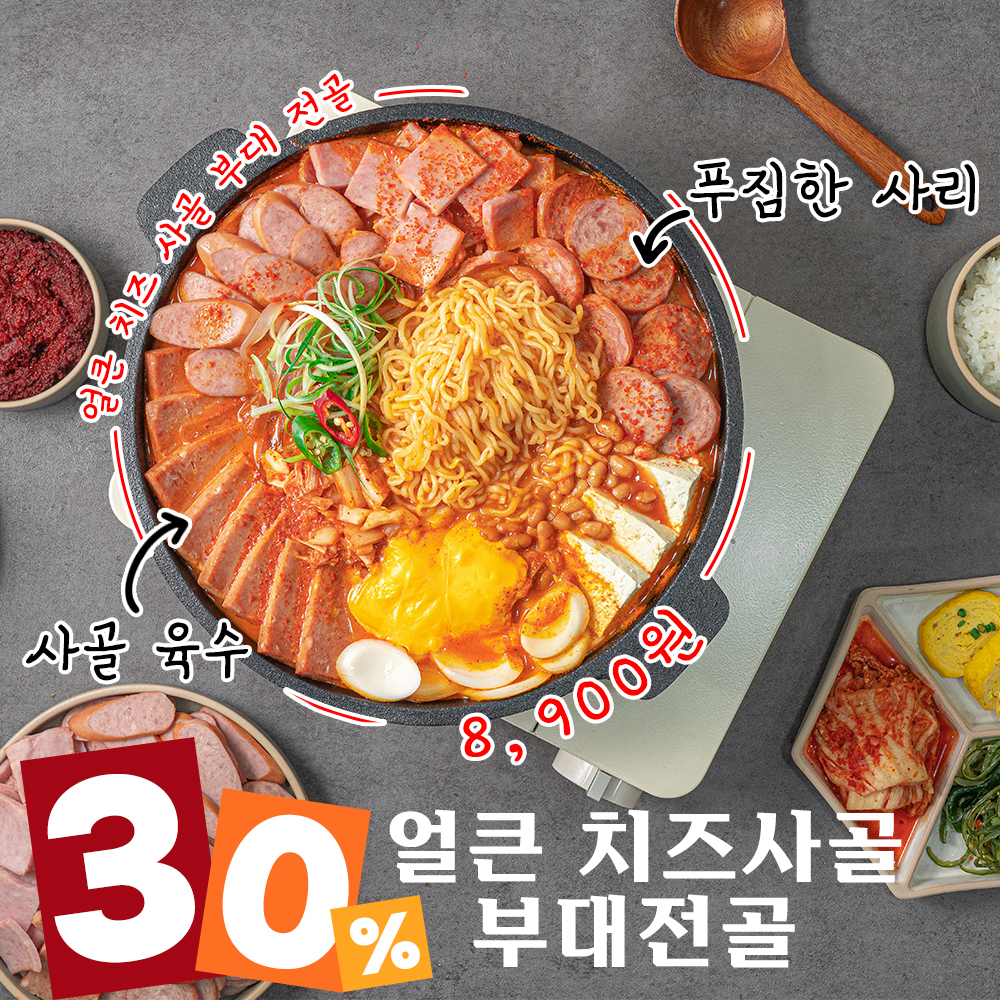 얼큰 치즈 사골 부대 전골
푸짐한 사리
사골 육수
8,900원
30%
얼큰 치즈사골
부대전골